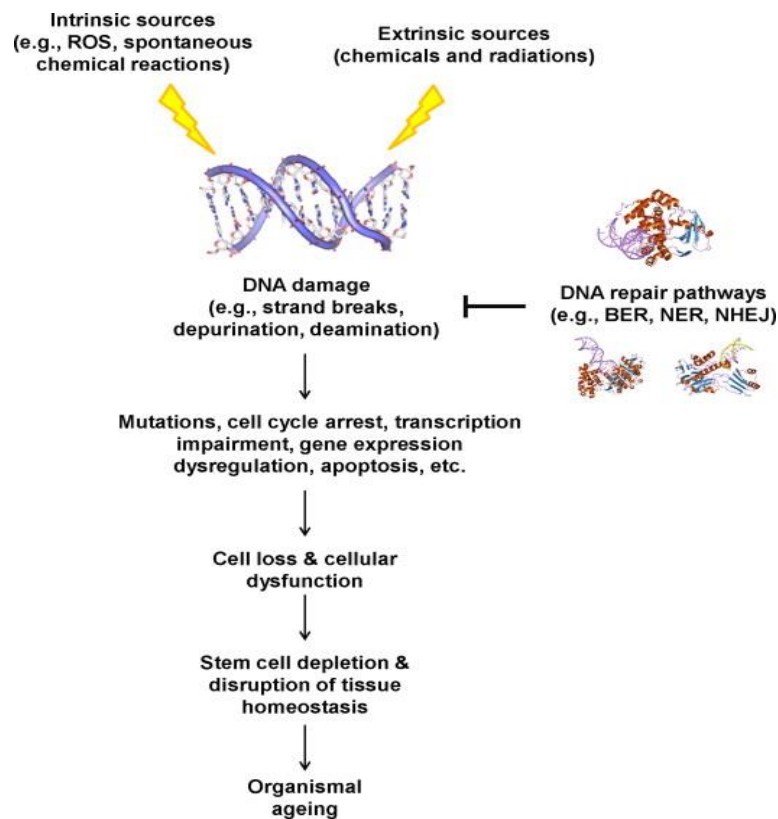 Intrinsic sources
(e.g., ROS, spontaneous
chemical reactions)
Extrinsic sources
(chemicals and radiations)
DNA damage
(e.g., strand breaks,
depurination, deamination)
DNA repair pathways
(e.g., BER, NER, NHEJ)
Mutations, cell cycle arrest, transcription
impairment, gene expression
dysregulation, apoptosis, etc.
Cell loss & cellular
dysfunction
Stem cell depletion &
disruption of tissue
homeostasis
Organismal
ageing